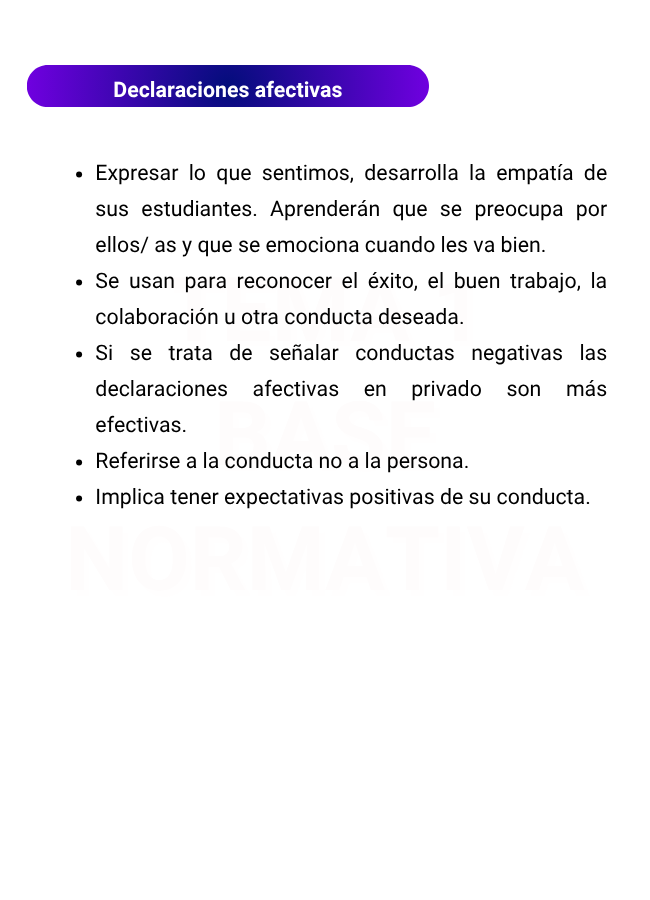 Declaraciones afectivas
• Expresar lo que sentimos, desarrolla la empatía de
sus estudiantes. Aprenderán que se preocupa por
ellos/ as y que se emociona cuando les va bien.
• Se usan para reconocer el éxito, el buen trabajo, la
colaboración u otra conducta deseada.
• Si se trata de señalar conductas negativas las
declaraciones afectivas en privado son más
efectivas.
• Referirse a la conducta no a la persona.
• Implica tener expectativas positivas de su conducta.
BASE
NORMATIVA